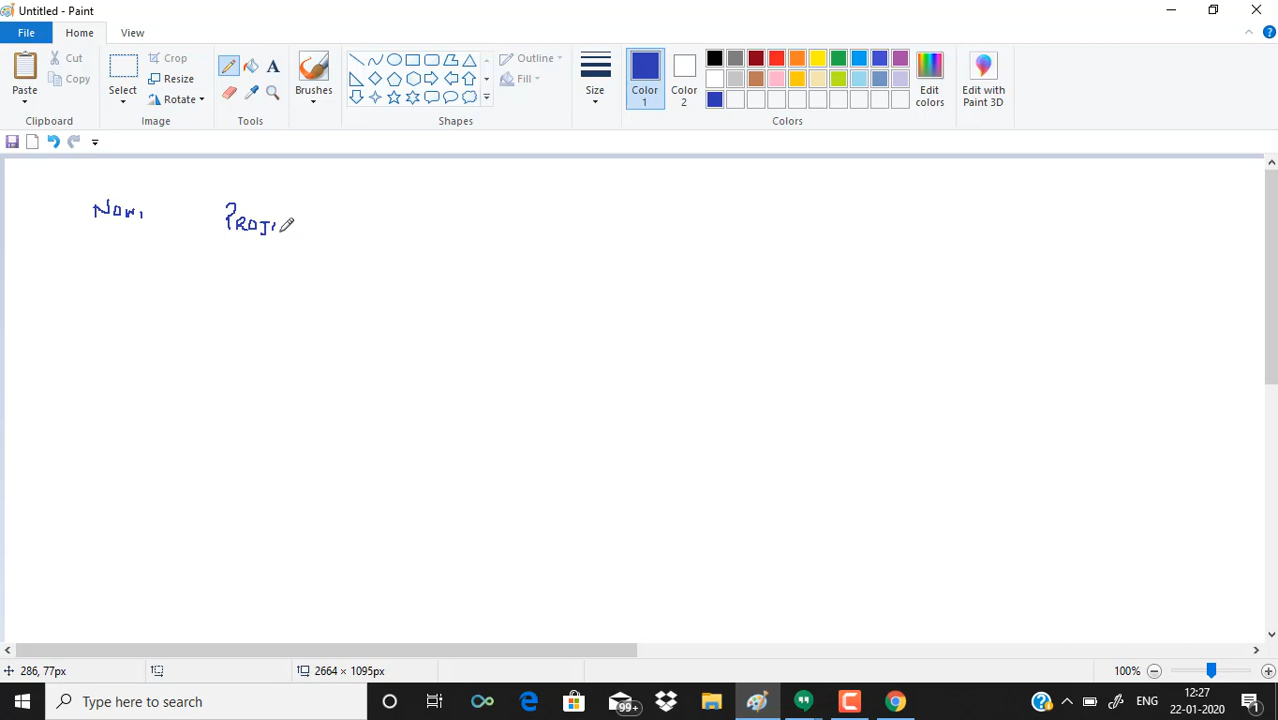 Untitled - Paint
File Home View
Paste Cut Copy Clipboard
Select Crop Resize Rotate Image
A Tools
Brushes
Outline Fill Shapes
Size
Color 1 Color 2 Edit colors Colors
Edit with Paint 3D
Now, PROJ
286, 77px 2664 × 1095px 100%
Type here to search 99+ ENG 12:27 22-01-2020 1